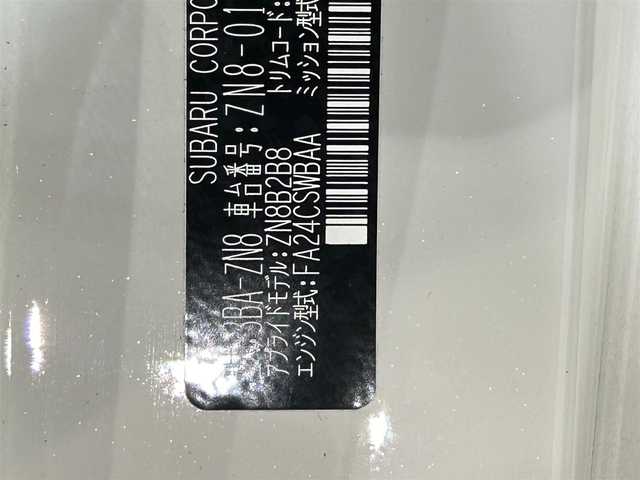 SUBARU CORPO
3BA-ZN8 車台番号:ZN8-01
アプライドモデル:ZN8B2B8 トリムコード:
エンジン型式:FA24CSWBAA ミッション型式